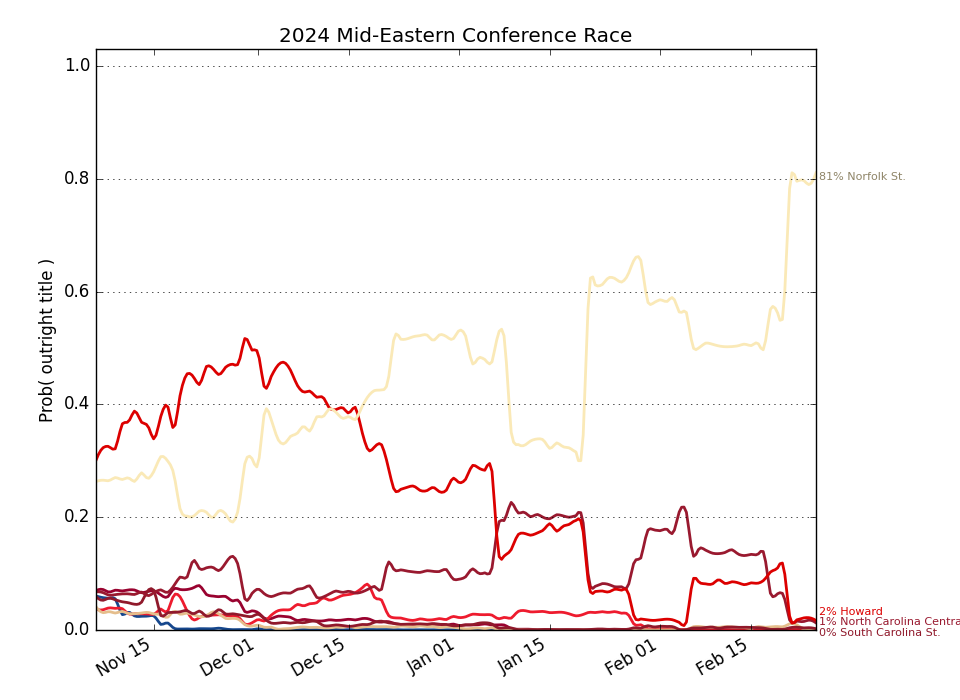 2024 Mid-Eastern Conference Race
Prob( outright title )
1.0
0.8
0.6
0.4
0.2
0.0
81% Norfolk St.
2% Howard
1% North Carolina Centra
0% South Carolina St.
Nov 15
Dec 01
Dec 15
Jan 01
Jan 15
Feb 01
Feb 15